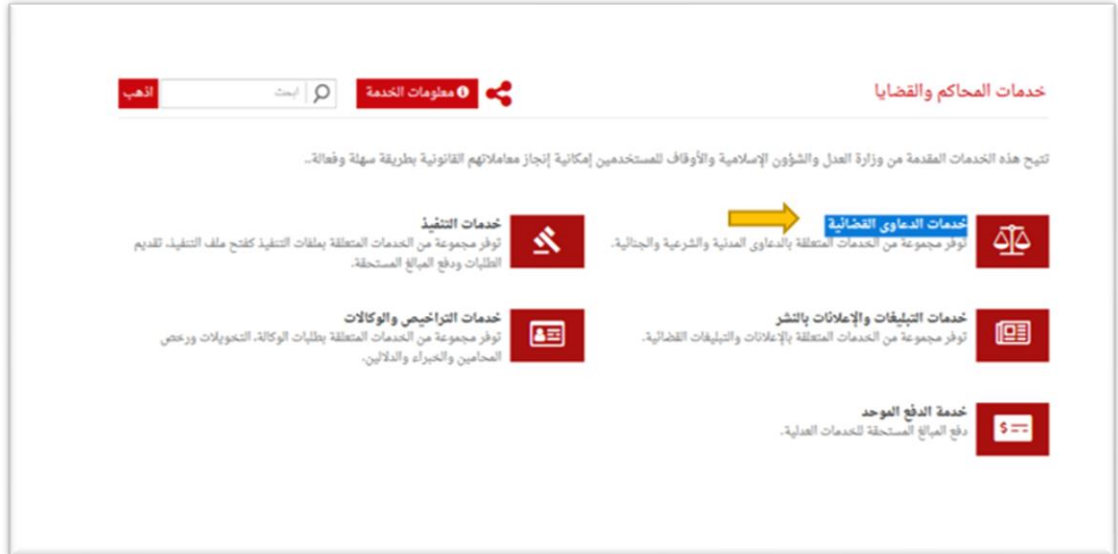 خدمات المحاكم والقضايا
معلومات الخدمة
ابحث
اذهب
تتيح هذه الخدمات المقدمة من وزارة العدل والشؤون الإسلامية والأوقاف للمستخدمين إمكانية إنجاز معاملاتهم القانونية بطريقة سهلة وفعالة..
خدمات الدعاوى القضائية
توفر مجموعة من الخدمات المتعلقة بالدعاوى المدنية والشرعية والجنائية.
خدمات التنفيذ
توفر مجموعة من الخدمات المتعلقة بملفات التنفيذ كفتح ملف التنفيذ، تقديم
الطلبات ودفع المبالغ المستحقة.
خدمات التبليغات والإعلانات بالنشر
توفر مجموعة من الخدمات المتعلقة بالإعلانات والتبليغات القضائية.
خدمات التراخيص والوكالات
توفر مجموعة من الخدمات المتعلقة بطلبات الوكالة، التخويلات ورخص
المحامين والخبراء والدلالين.
خدمة الدفع الموحد
دفع المبالغ المستحقة للخدمات العدلية.